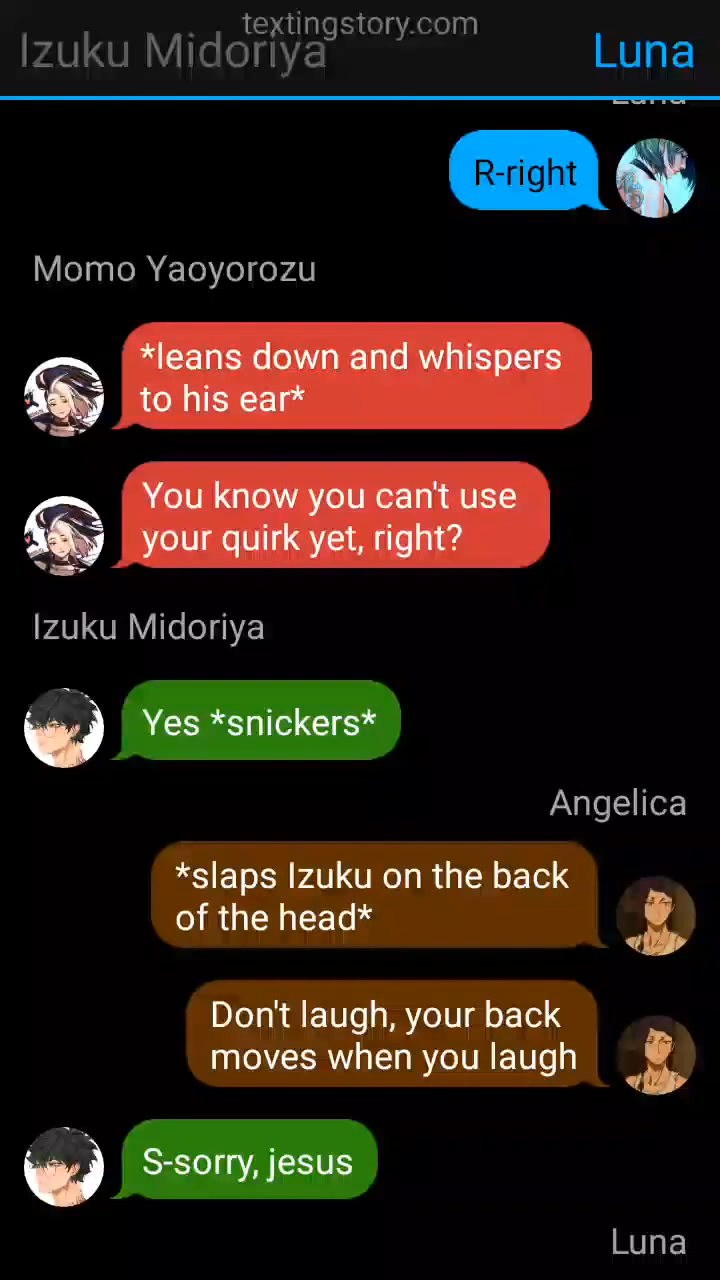 textingstory.com
Izuku Midoriya
Luna
Luna
R-right
Momo Yaoyorozu
*leans down and whispers
to his ear*
You know you can't use
your quirk yet, right?
Izuku Midoriya
Yes *snickers*
Angelica
*slaps Izuku on the back
of the head*
Don't laugh, your back
moves when you laugh
S-sorry, jesus
Luna